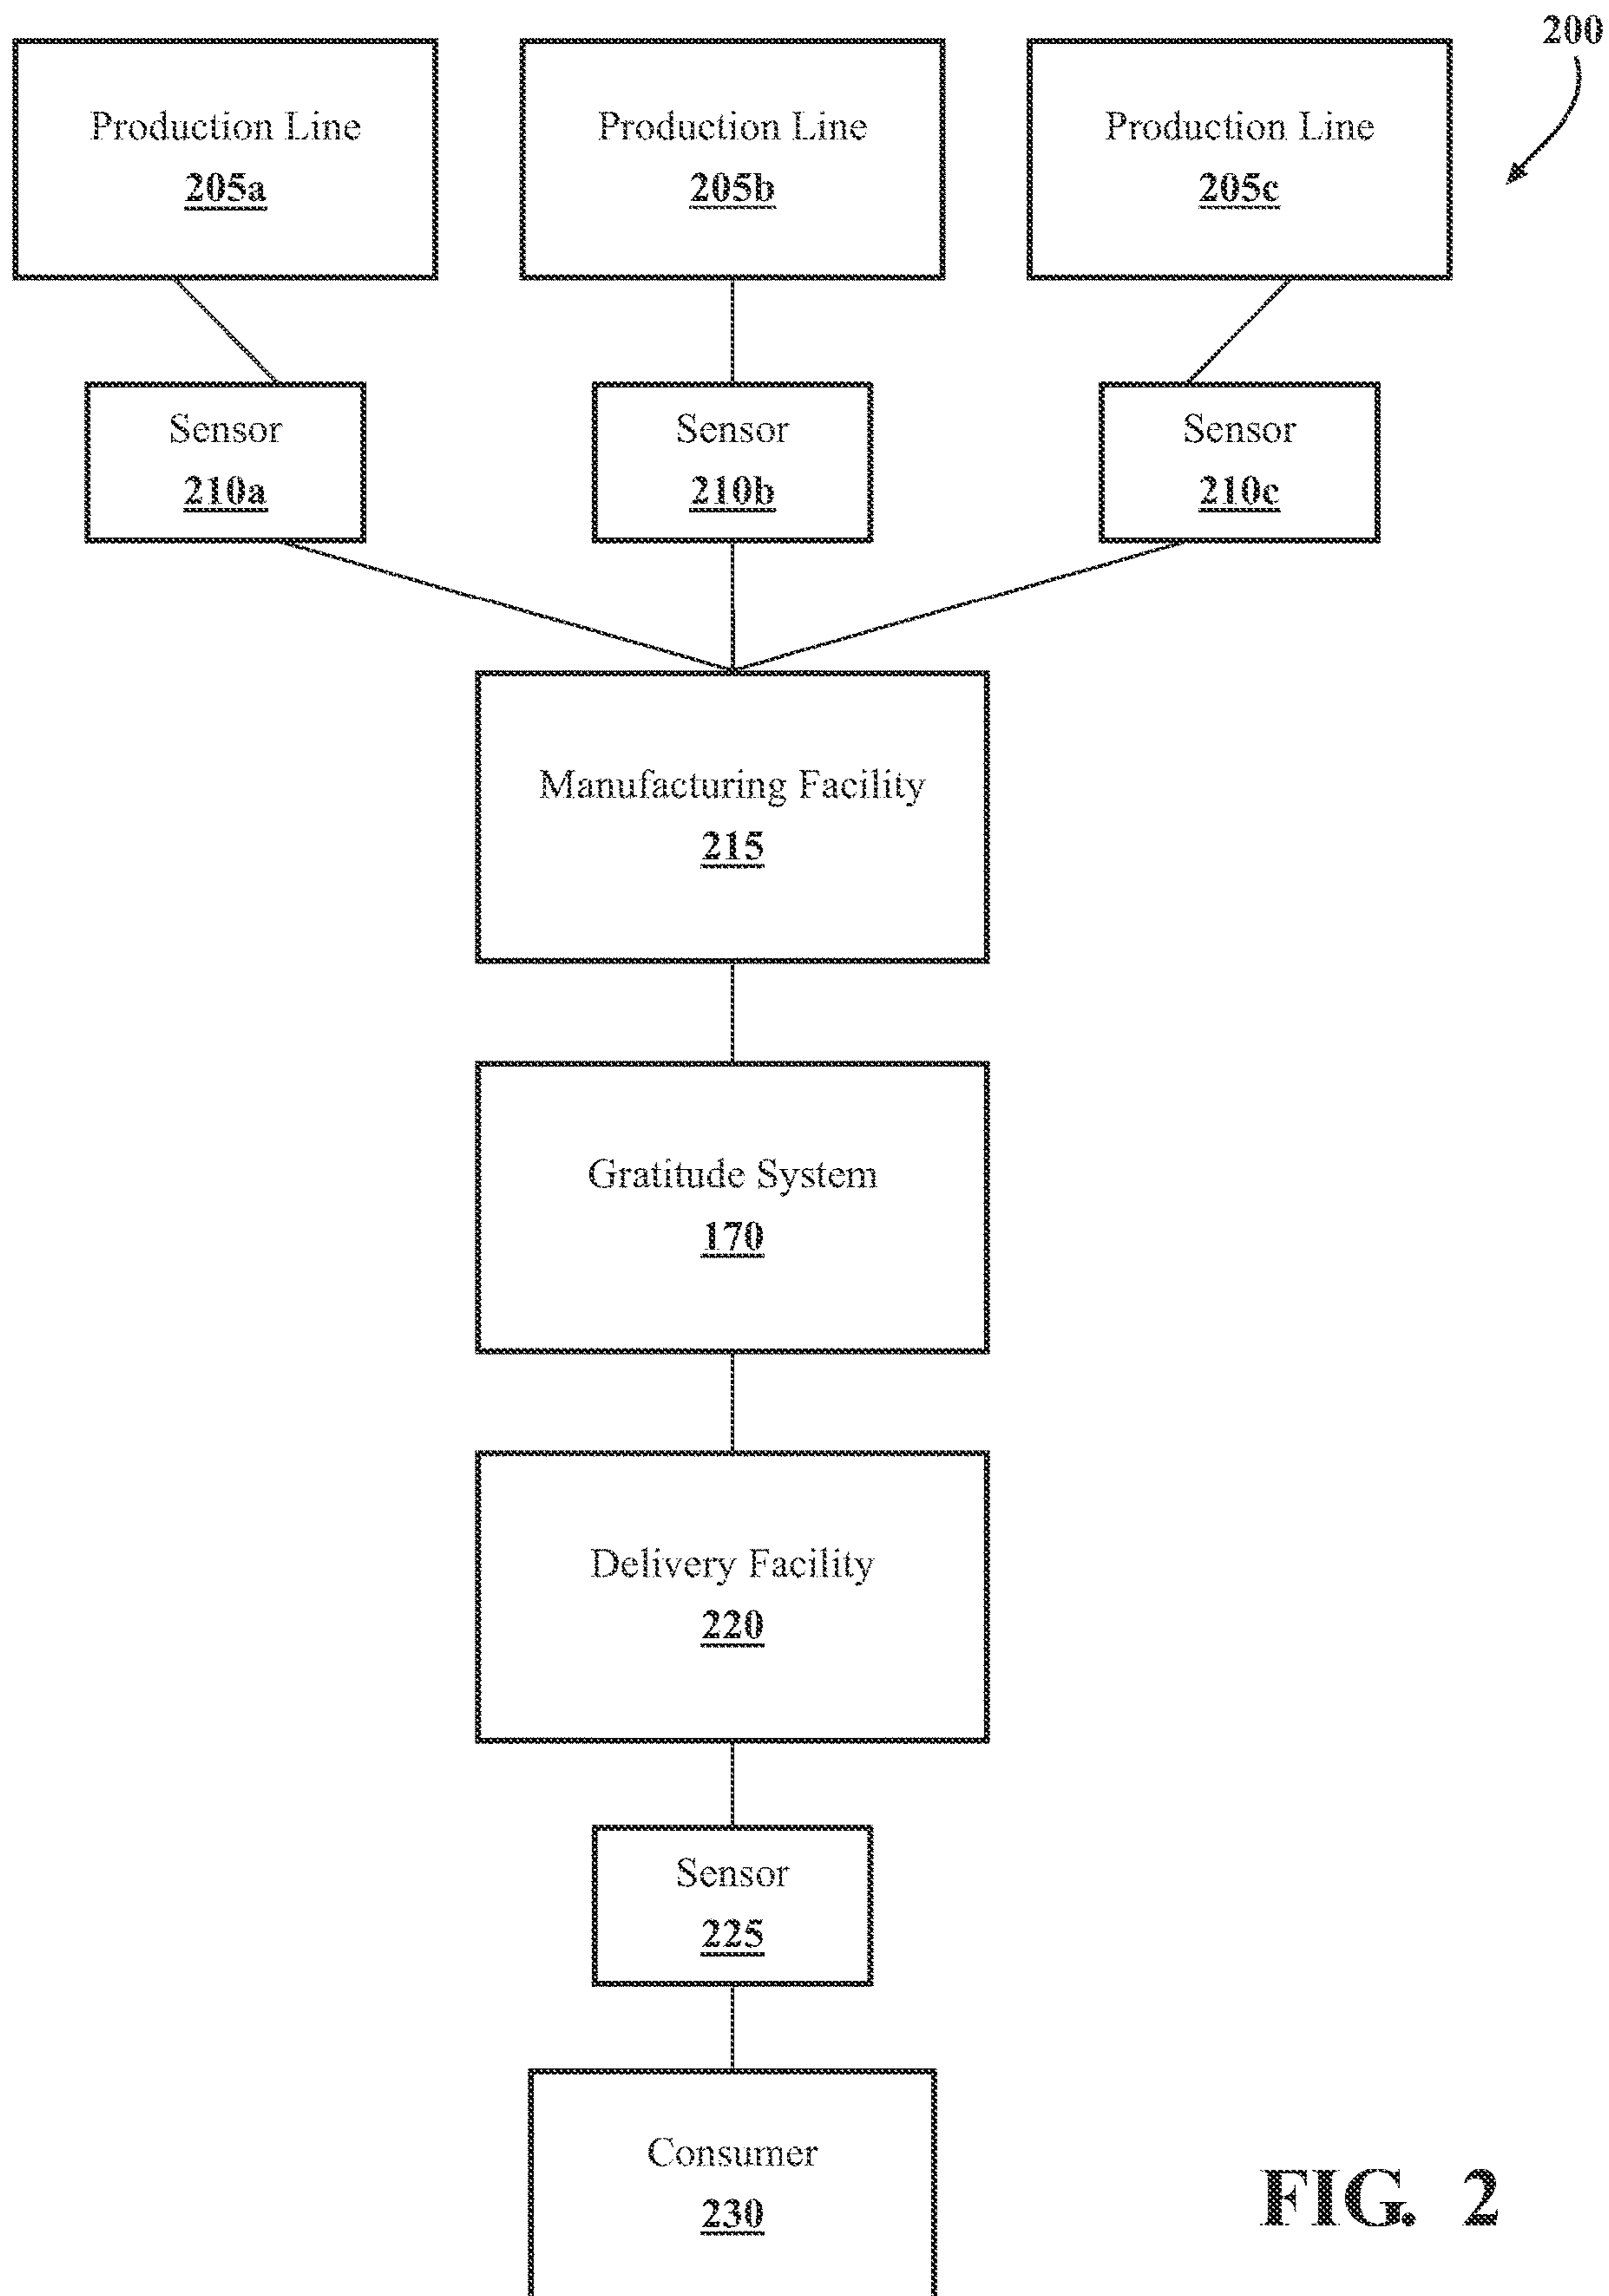 200
Production Line
205a
Production Line
205b
Production Line
205c
Sensor
210a
Sensor
210b
Sensor
210c
Manufacturing Facility
215
Gratitude System
170
Delivery Facility
220
Sensor
225
Consumer
230
FIG. 2